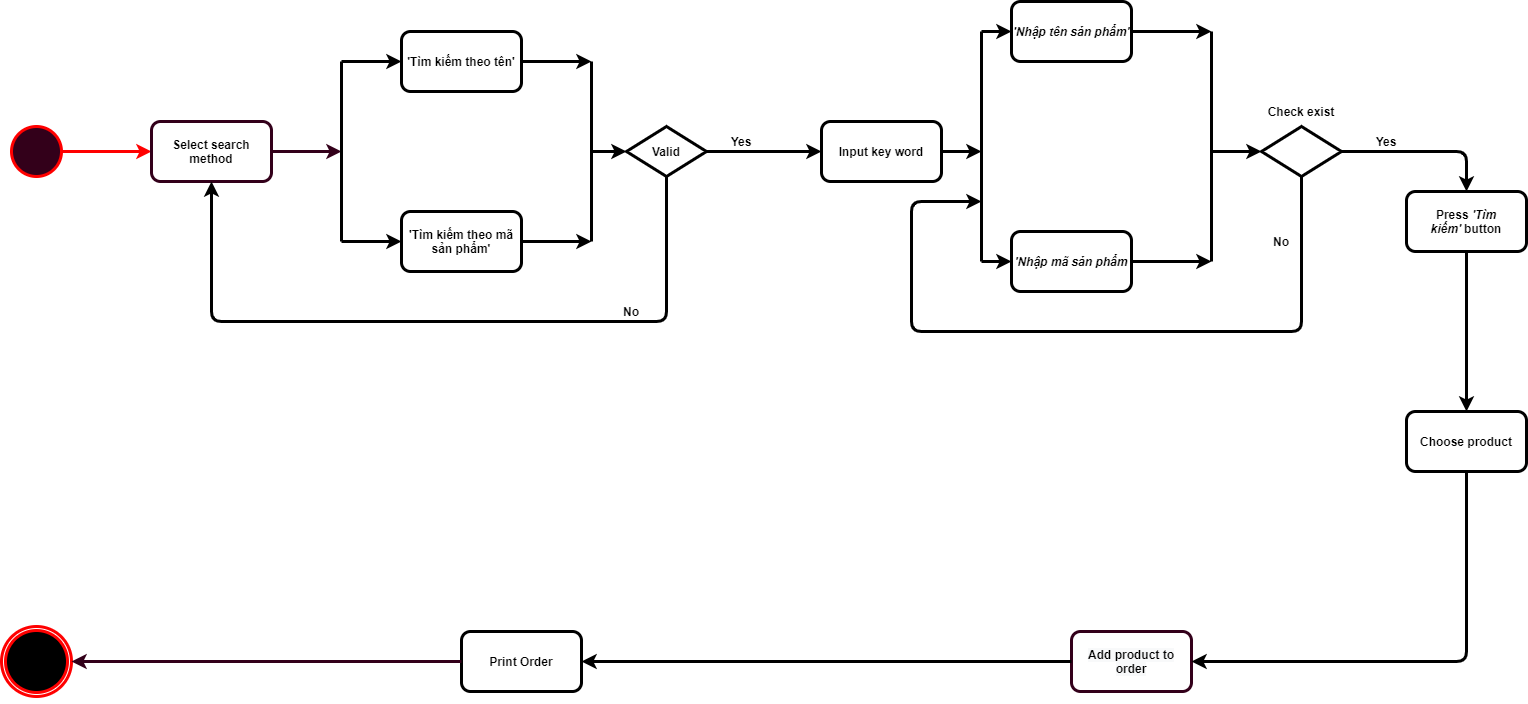 Select search
method
'Tìm kiếm theo tên'
'Tìm kiếm theo mã
sản phẩm'
Valid
Yes
No
Input key word
'Nhập tên sản phẩm'
'Nhập mã sản phẩm
Check exist
Yes
No
Press 'Tìm
kiếm' button
Choose product
Add product to
order
Print Order